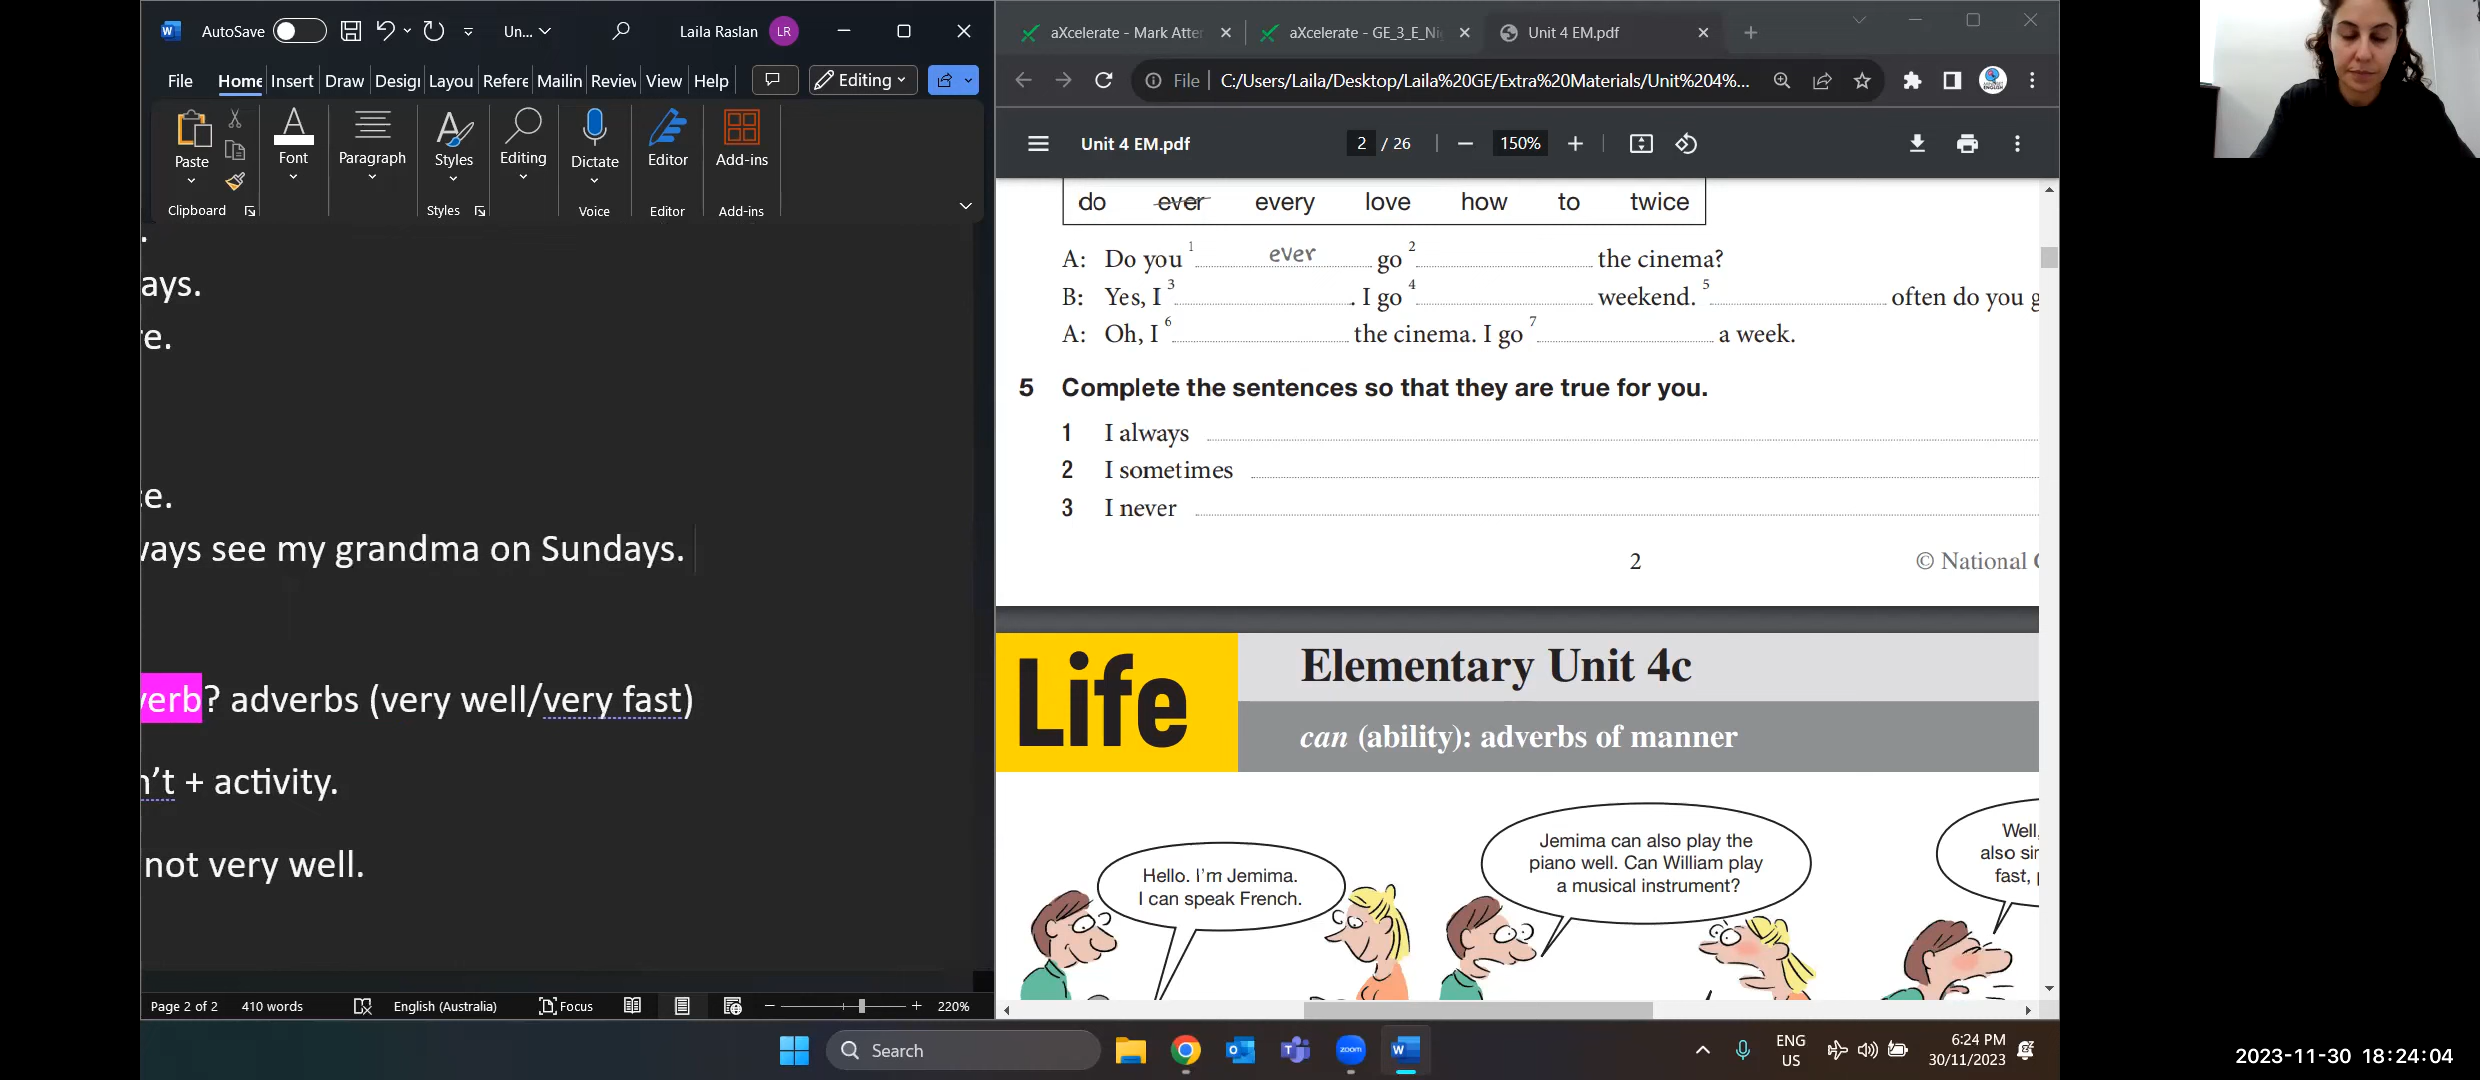 AutoSave
Un...
Laila Raslan
LR
File Home Insert Draw Layou Refere Mailin View Help
Editing
Paste
Font
Paragraph
Styles
Editing
Dictate
Editor
Add-ins
Clipboard
Styles
Voice
Editor
Add-ins
ays.
e.
ways see my grandma on Sundays.
verb? adverbs (very well/very fast)
n't + activity.
not very well.
Page 2 of 2
410 words
English (Australia)
Focus
220%
aXcelerate - Mark Atte
aXcelerate - GE_3_E_Ni
Unit 4 EM.pdf
File
C:/Users/Laila/Desktop/Laila%20GE/Extra%20Materials/Unit%204%...
Unit 4 EM.pdf
2 / 26
150%
do ever every love how to twice
A: Do you 1 ever go 2 the cinema?
B: Yes, I 3 . I go 4 weekend. 5 often do you g
A: Oh, I 6 the cinema. I go 7 a week.
5 Complete the sentences so that they are true for you.
1 I always
2 I sometimes
3 I never
2
© National
Life
Elementary Unit 4c
can (ability): adverbs of manner
Hello. I'm Jemima.
I can speak French.
Jemima can also play the
piano well. Can William play
a musical instrument?
Well,
also sin
fast,
Search
zoom
ENG
US
6:24 PM
30/11/2023
2023-11-30 18:24:04